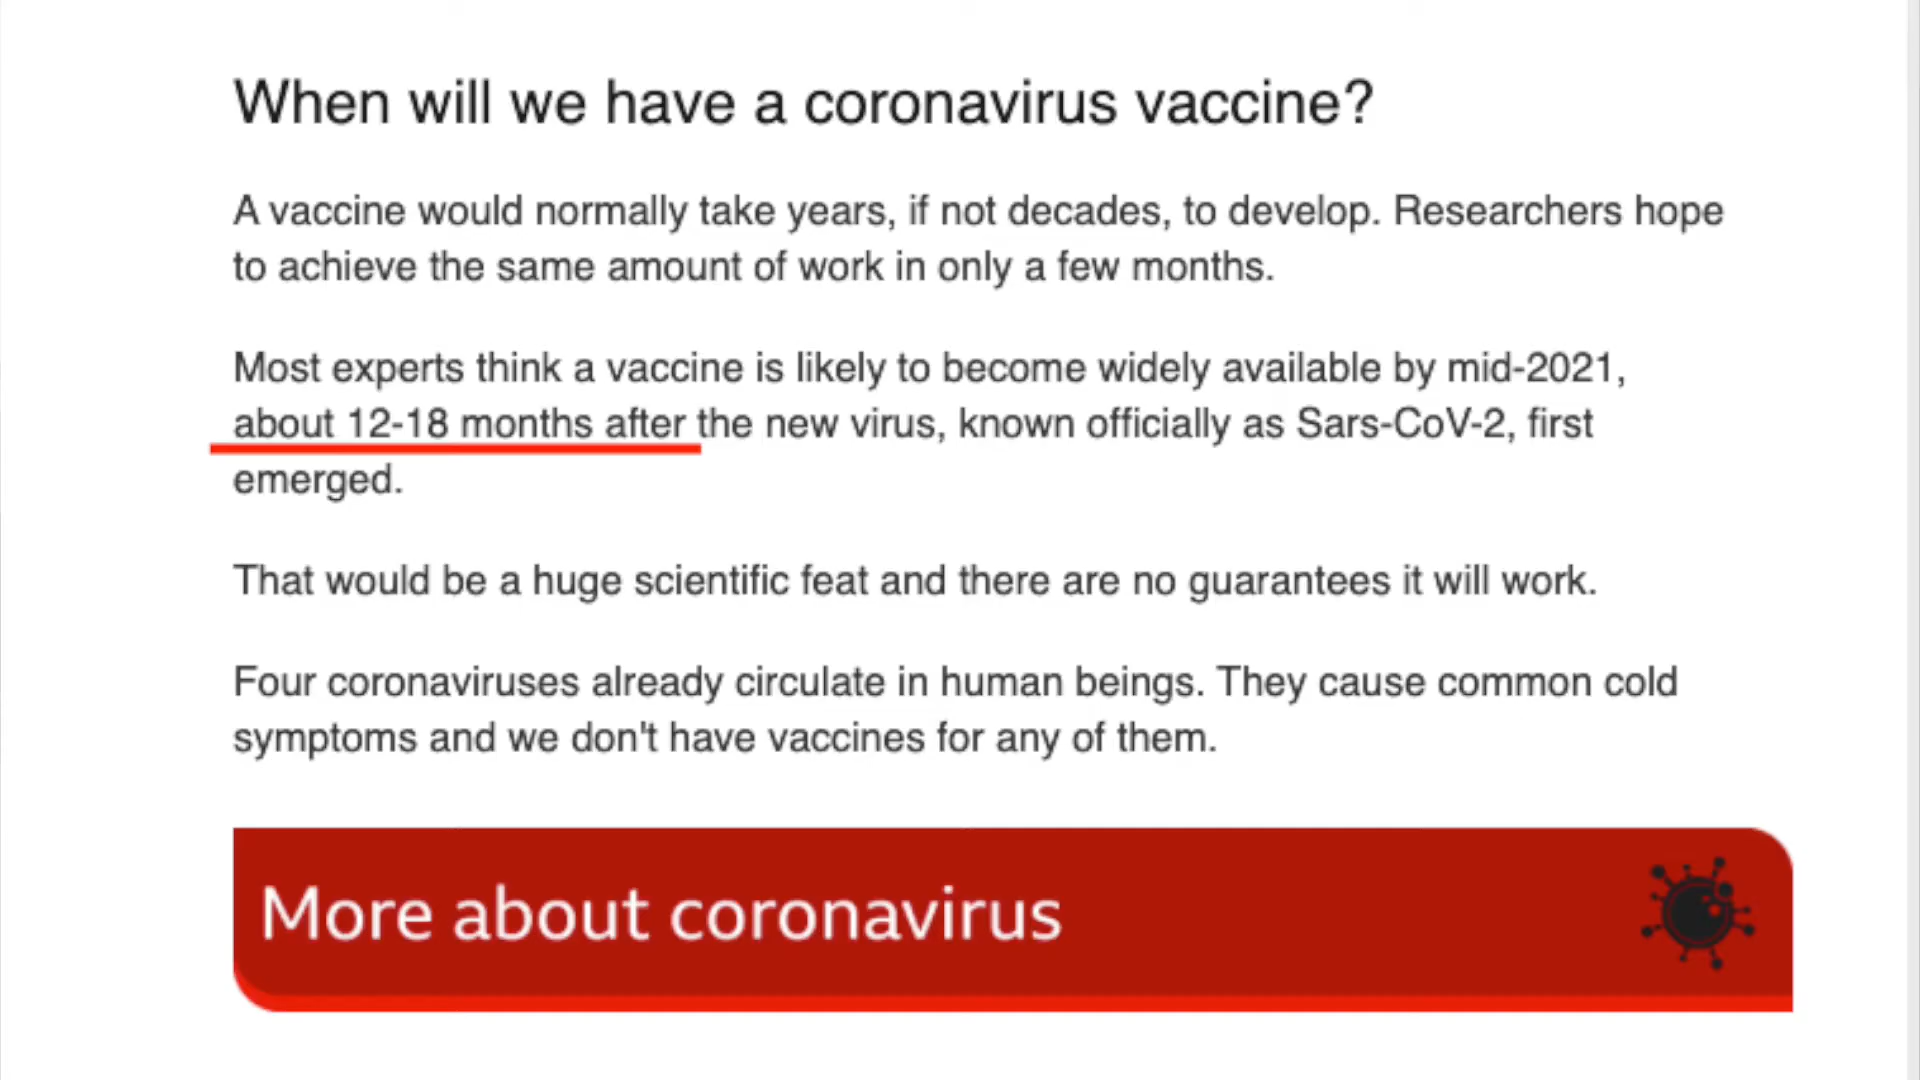 When will we have a coronavirus vaccine?
A vaccine would normally take years, if not decades, to develop. Researchers hope
to achieve the same amount of work in only a few months.
Most experts think a vaccine is likely to become widely available by mid-2021,
about 12-18 months after the new virus, known officially as Sars-CoV-2, first
emerged.
That would be a huge scientific feat and there are no guarantees it will work.
Four coronaviruses already circulate in human beings. They cause common cold
symptoms and we don't have vaccines for any of them.
More about coronavirus